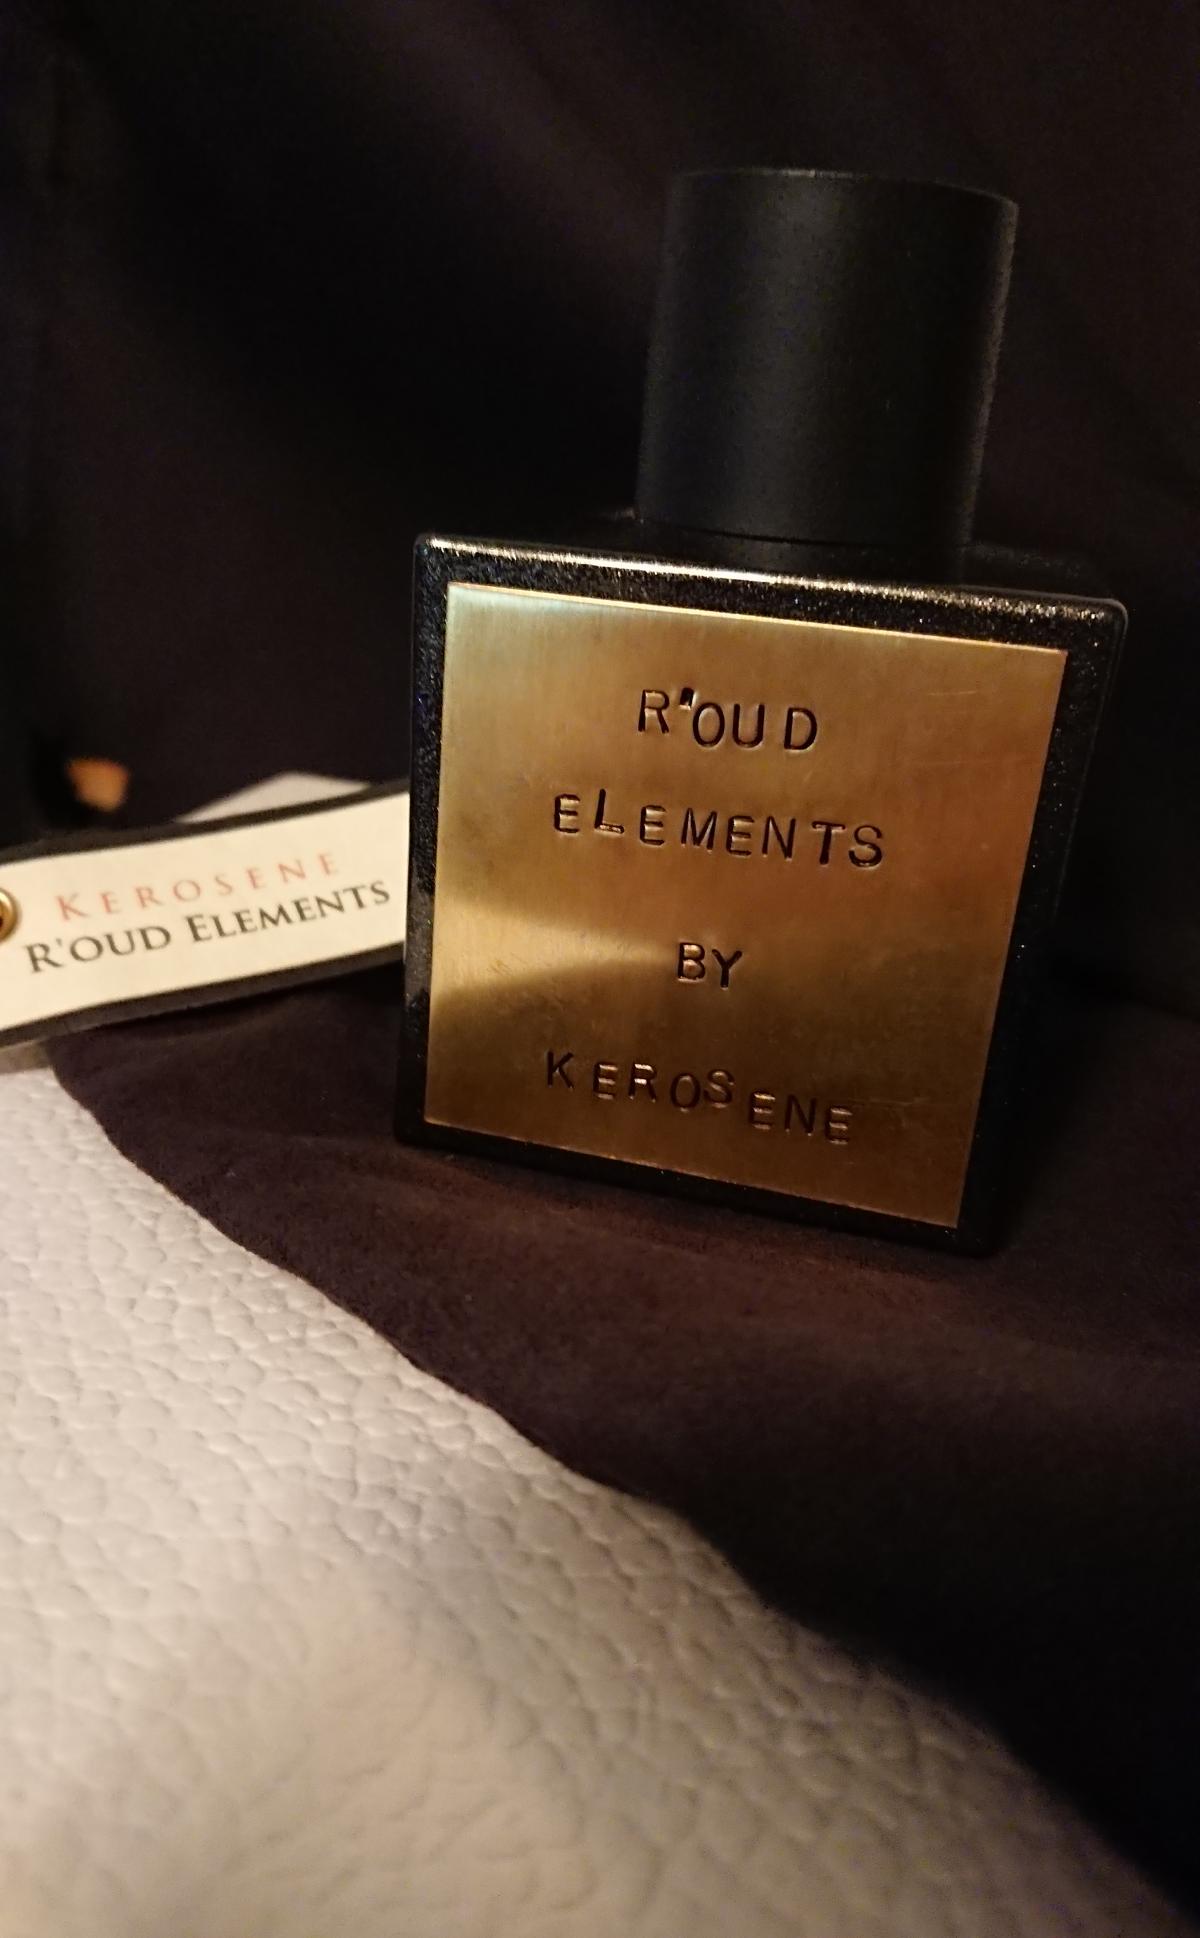 R'OUD
ELEMENTS
BY
KEROSENE
KEROSENE
R'OUD ELEMENTS